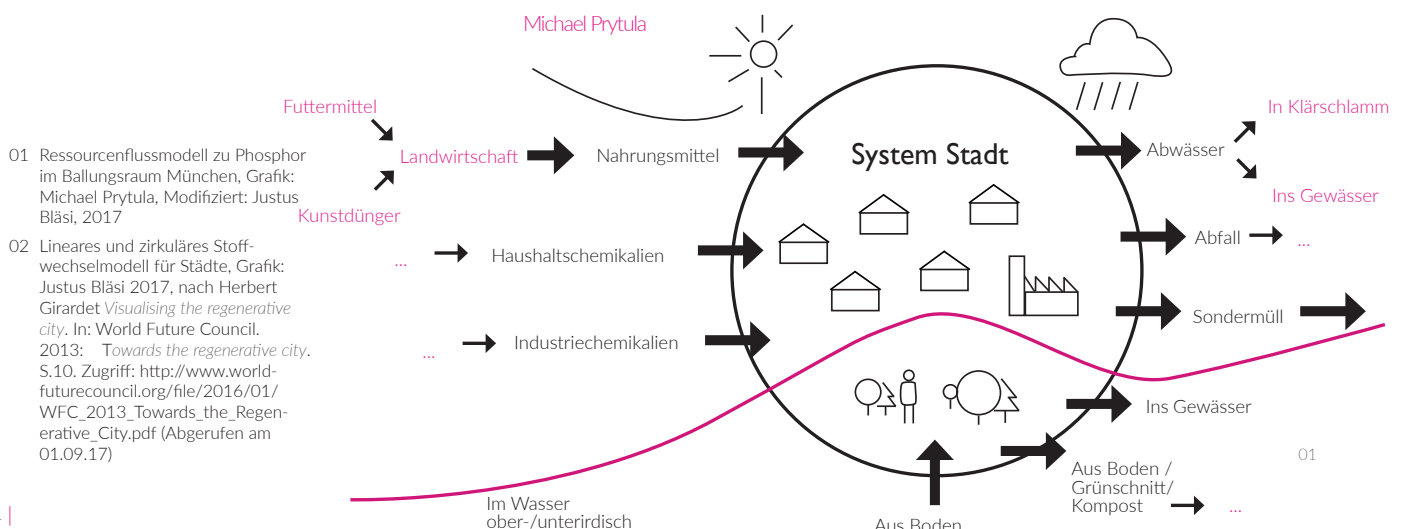 Michael Prytula
01 Ressourcenflussmodell zu Phosphor
im Ballungsraum München, Grafik:
Michael Prytula, Modifiziert: Justus
Bläsi, 2017
02 Lineares und zirkuläres Stoff-
wechselmodell für Städte, Grafik:
Justus Bläsi 2017, nach Herbert
Girardet Visualising the regenerative
city. In: World Future Council.
2013: Towards the regenerative city.
S.10. Zugriff: http://www.world-
futurecouncil.org/file/2016/01/
WFC_2013_Towards_the_Regen-
erative_City.pdf (Abgerufen am
01.09.17)
Futtermittel
Landwirtschaft
Kunstdünger
Nahrungsmittel
...
Haushaltschemikalien
...
Industriechemikalien
System Stadt
Abwässer
In Klärschlamm
Ins Gewässer
Abfall
...
Sondermüll
Ins Gewässer
Aus Boden /
Grünschnitt/
Kompost
...
01
Im Wasser
ober-/unterirdisch
Aus Boden